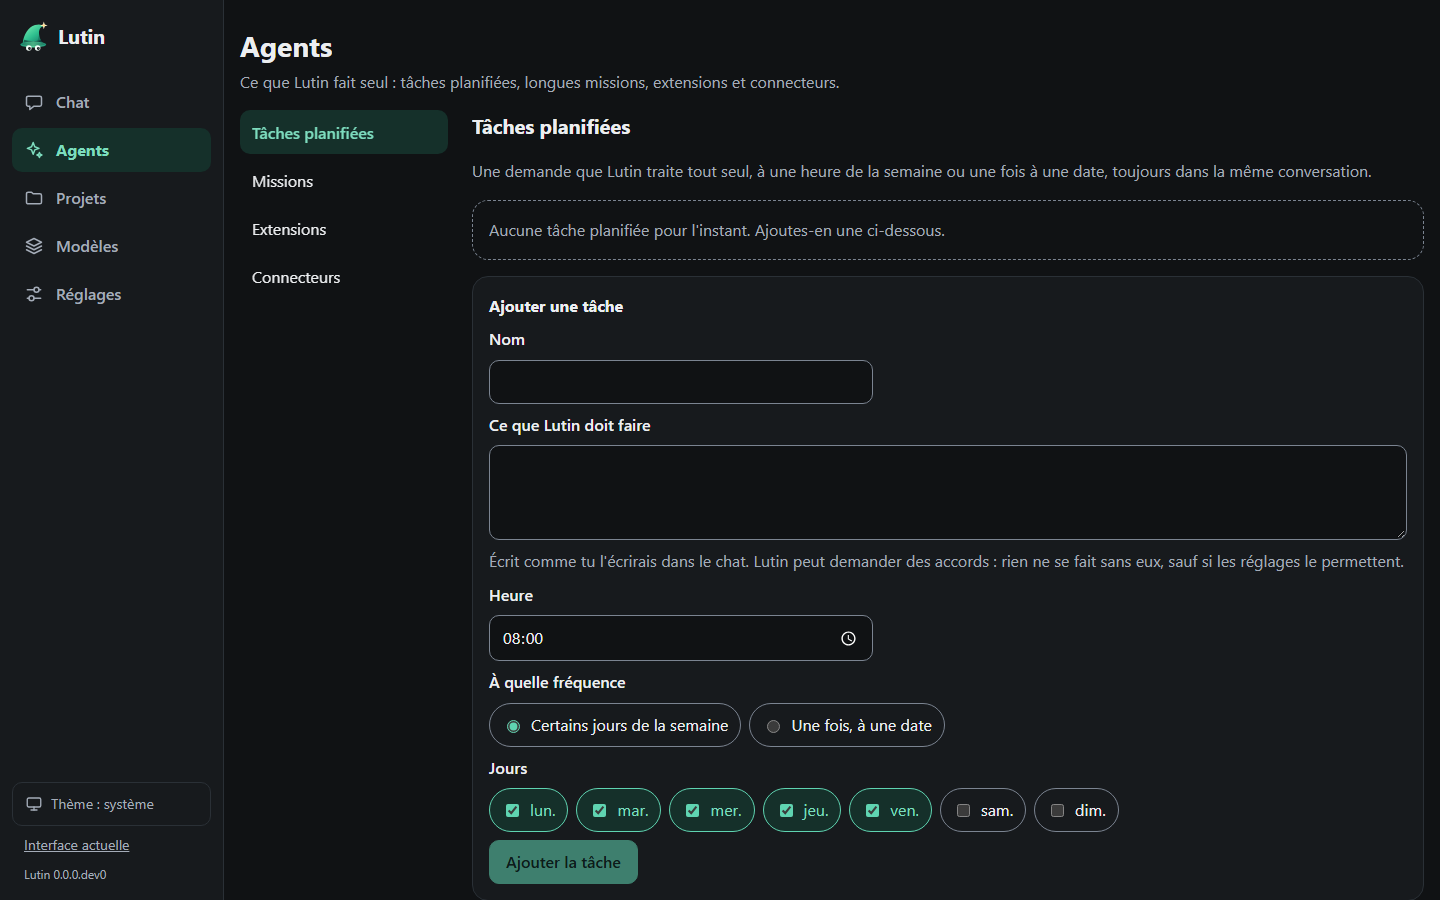 Lutin
Chat
Agents
Projets
Modèles
Réglages
Thème : système
Interface actuelle
Lutin 0.0.0.dev0
Agents
Ce que Lutin fait seul : tâches planifiées, longues missions, extensions et connecteurs.
Tâches planifiées
Missions
Extensions
Connecteurs
Tâches planifiées
Une demande que Lutin traite tout seul, à une heure de la semaine ou une fois à une date, toujours dans la même conversation.
Aucune tâche planifiée pour l'instant. Ajoutes-en une ci-dessous.
Ajouter une tâche
Nom
Ce que Lutin doit faire
Écrit comme tu l'écrirais dans le chat. Lutin peut demander des accords : rien ne se fait sans eux, sauf si les réglages le permettent.
Heure
08:00
À quelle fréquence
Certains jours de la semaine
Une fois, à une date
Jours
lun. mar. mer. jeu. ven. sam. dim.
Ajouter la tâche